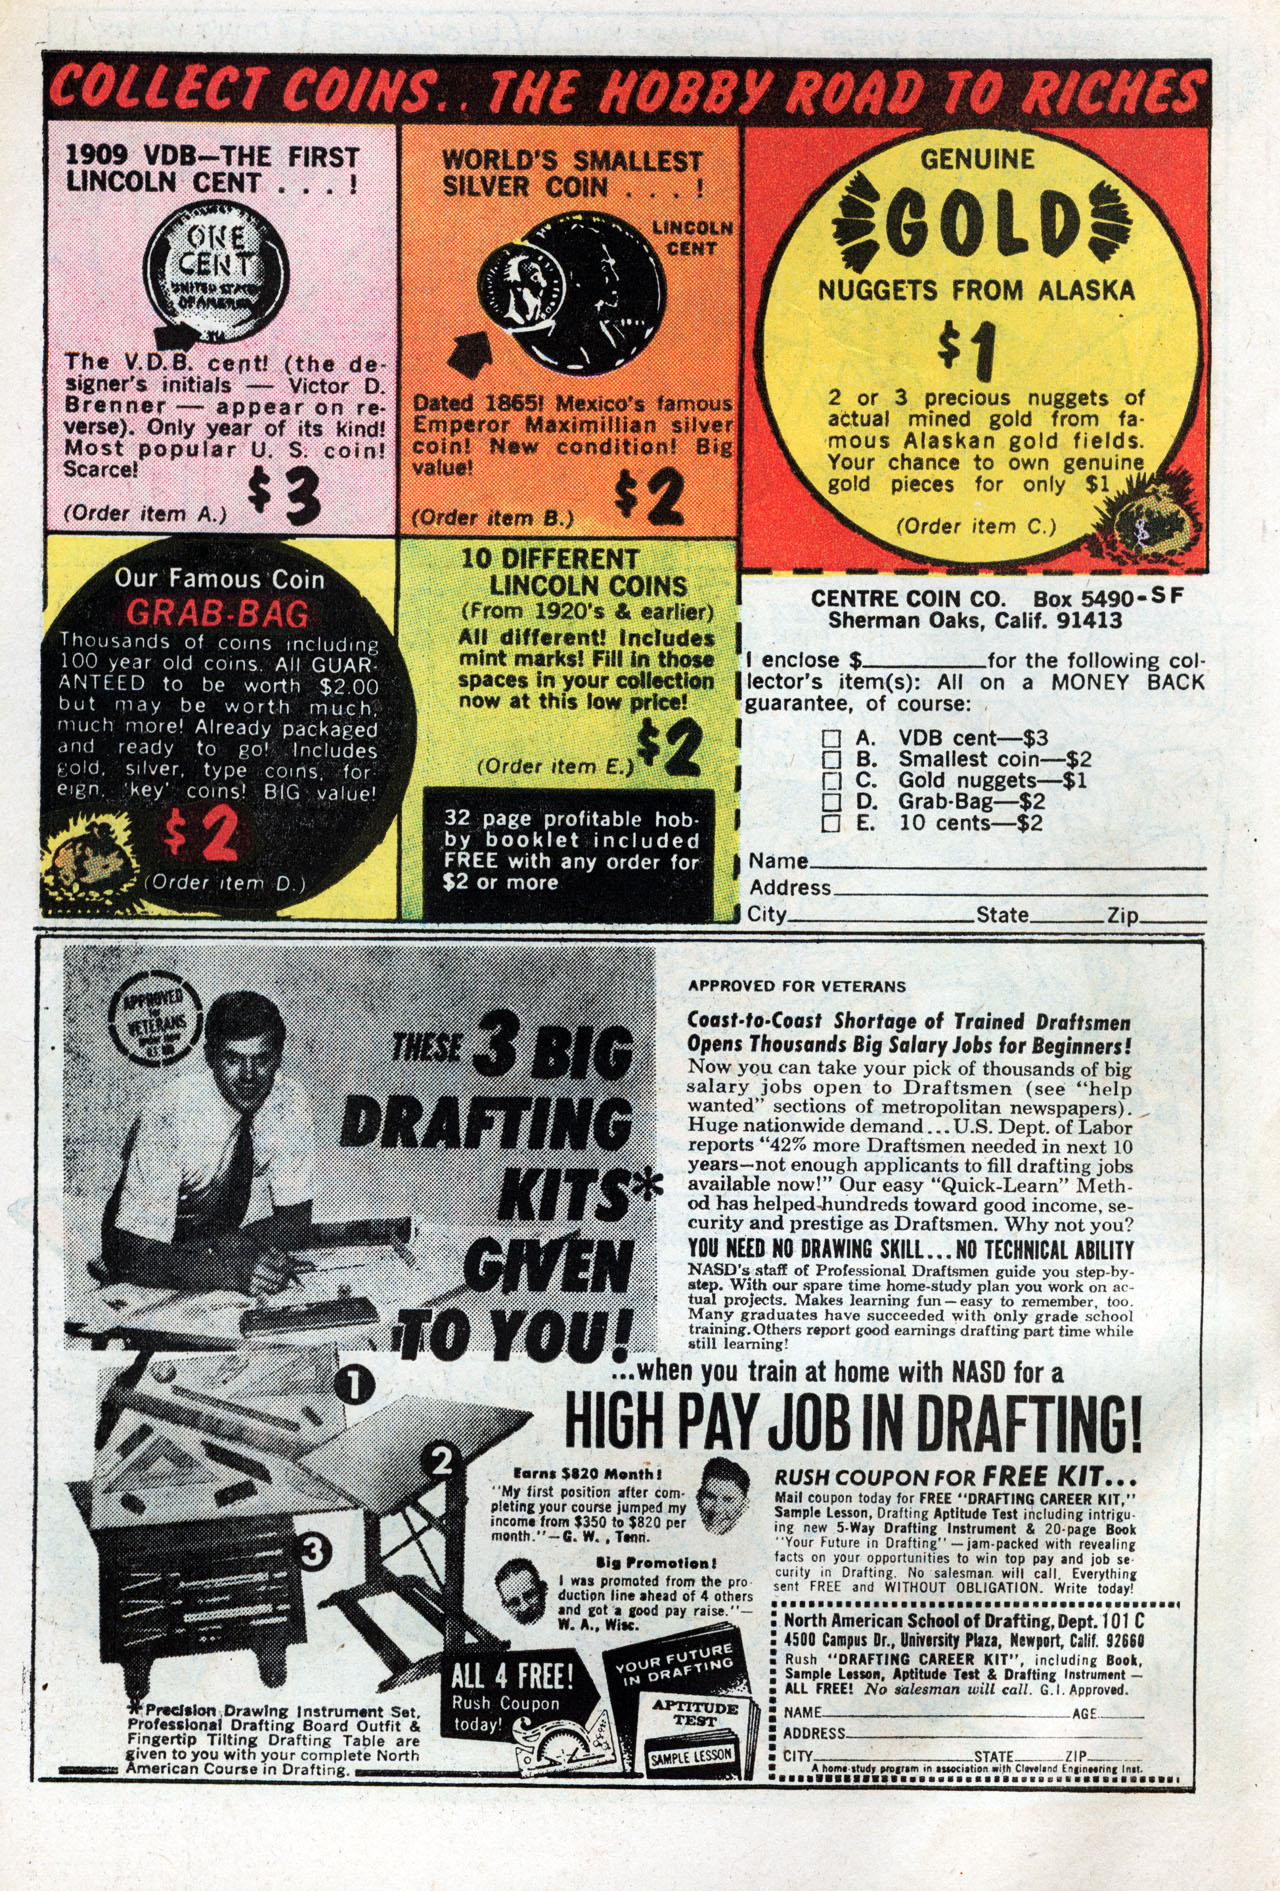 COLLECT COINS.. THE HOBBY ROAD TO RICHES
1909 VDB—THE FIRST
LINCOLN CENT . . . !
ONE
CENT
UNITED STATES
OF AMERICA
The V.D.B. cent! (the de-
signer's initials — Victor D.
Brenner — appear on re-
verse). Only year of its kind!
Most popular U. S. coin!
Scarce!
$3
(Order item A.)
WORLD'S SMALLEST
SILVER COIN . . . !
LINCOLN
CENT
Dated 1865! Mexico's famous
Emperor Maximillian silver
coin! New condition! Big
value!
$2
(Order item B.)
GENUINE
GOLD
NUGGETS FROM ALASKA
$1
2 or 3 precious nuggets of
actual mined gold from fa-
mous Alaskan gold fields.
Your chance to own genuine
gold pieces for only $1
(Order item C.)
$
Our Famous Coin
GRAB-BAG
Thousands of coins including
100 year old coins. All GUAR-
ANTEED to be worth $2.00
but may be worth much,
much more! Already packaged
and ready to go! Includes
gold, silver, type coins, for-
eign, 'key' coins! BIG value!
$2
(Order item D.)
10 DIFFERENT
LINCOLN COINS
(From 1920's & earlier)
All different! Includes
mint marks! Fill in those
spaces in your collection
now at this low price!
$2
(Order item E.)
32 page profitable hob-
by booklet included
FREE with any order for
$2 or more
CENTRE COIN CO. Box 5490-SF
Sherman Oaks, Calif. 91413
I enclose $ for the following col-
lector's item(s): All on a MONEY BACK
guarantee, of course:
A. VDB cent—$3
B. Smallest coin—$2
C. Gold nuggets—$1
D. Grab-Bag—$2
E. 10 cents—$2
Name
Address
City State Zip
APPROVED
for
VETERANS
THESE 3 BIG
DRAFTING
KITS*
GIVEN
TO YOU!
APPROVED FOR VETERANS
Coast-to-Coast Shortage of Trained Draftsmen
Opens Thousands Big Salary Jobs for Beginners!
Now you can take your pick of thousands of big
salary jobs open to Draftsmen (see "help
wanted" sections of metropolitan newspapers).
Huge nationwide demand...U.S. Dept. of Labor
reports "42% more Draftsmen needed in next 10
years—not enough applicants to fill drafting jobs
available now!" Our easy "Quick-Learn" Meth-
od has helped hundreds toward good income, se-
curity and prestige as Draftsmen. Why not you?
YOU NEED NO DRAWING SKILL...NO TECHNICAL ABILITY
NASD's staff of Professional Draftsmen guide you step-by-
step. With our spare time home-study plan you work on ac-
tual projects. Makes learning fun—easy to remember, too.
Many graduates have succeeded with only grade school
training. Others report good earnings drafting part time while
still learning!
...when you train at home with NASD for a
HIGH PAY JOB IN DRAFTING!
1
2
3
Earns $820 Month!
"My first position after com-
pleting your course jumped my
income from $350 to $820 per
month."—G. W., Tenn.
Big Promotion!
I was promoted from the pro-
duction line ahead of 4 others
and got a good pay raise."—
W. A., Wisc.
RUSH COUPON FOR FREE KIT...
Mail coupon today for FREE "DRAFTING CAREER KIT,"
Sample Lesson, Drafting Aptitude Test including intrigu-
ing new 5-Way Drafting Instrument & 20-page Book
"Your Future in Drafting"—jam-packed with revealing
facts on your opportunities to win top pay and job se-
curity in Drafting. No salesman will call. Everything
sent FREE and WITHOUT OBLIGATION. Write today!
ALL 4 FREE!
Rush Coupon
today!
YOUR FUTURE
IN DRAFTING
APTITUDE
TEST
SAMPLE LESSON
*Precision Drawing Instrument Set,
Professional Drafting Board Outfit &
Fingertip Tilting Drafting Table are
given to you with your complete North
American Course in Drafting.
North American School of Drafting, Dept. 101 C
4500 Campus Dr., University Plaza, Newport, Calif. 92660
Rush "DRAFTING CAREER KIT", including Book,
Sample Lesson, Aptitude Test & Drafting Instrument—
ALL FREE! No salesman will call. G.I. Approved.
NAME AGE
ADDRESS
CITY STATE ZIP
A home-study program in association with Cleveland Engineering Inst.